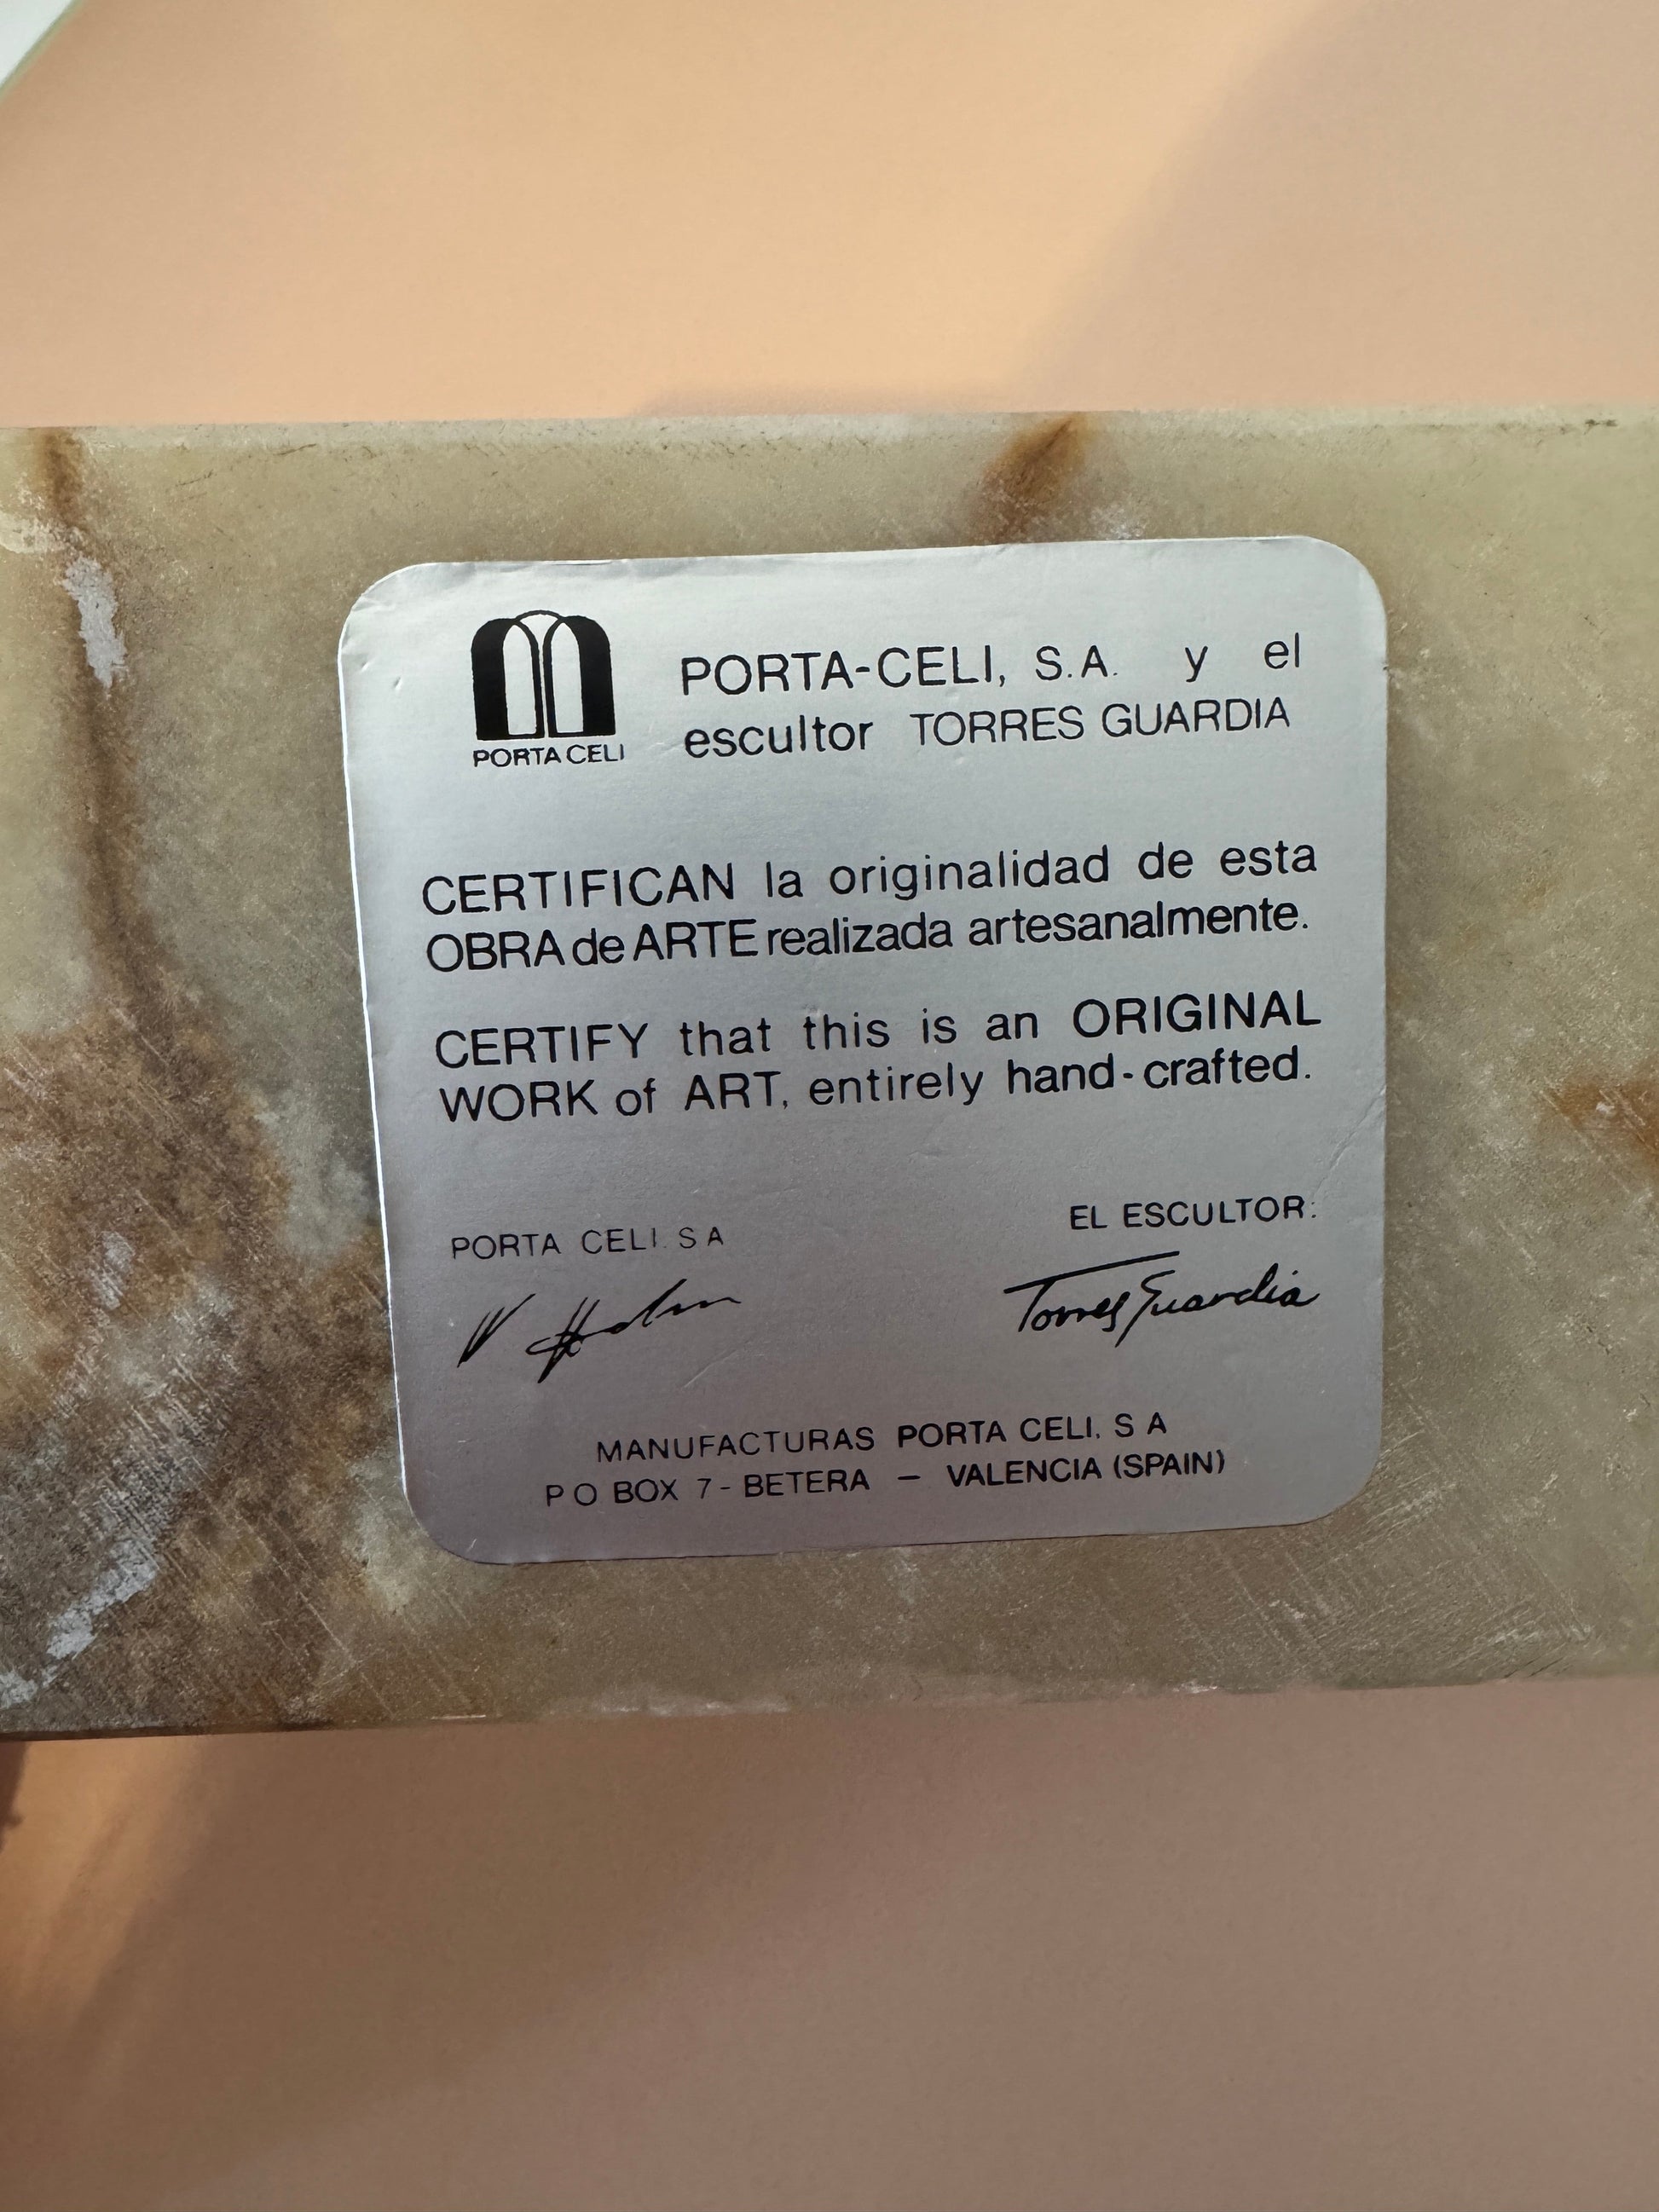 PORTA CELI
PORTA-CELI, S.A. y el
escultor TORRES GUARDIA
CERTIFICAN la originalidad de esta
OBRA de ARTE realizada artesanalmente.
CERTIFY that this is an ORIGINAL
WORK of ART, entirely hand-crafted.
PORTA CELI. S A
EL ESCULTOR:
Torres Guardia
MANUFACTURAS PORTA CELI. S A
P O BOX 7 - BETERA — VALENCIA (SPAIN)